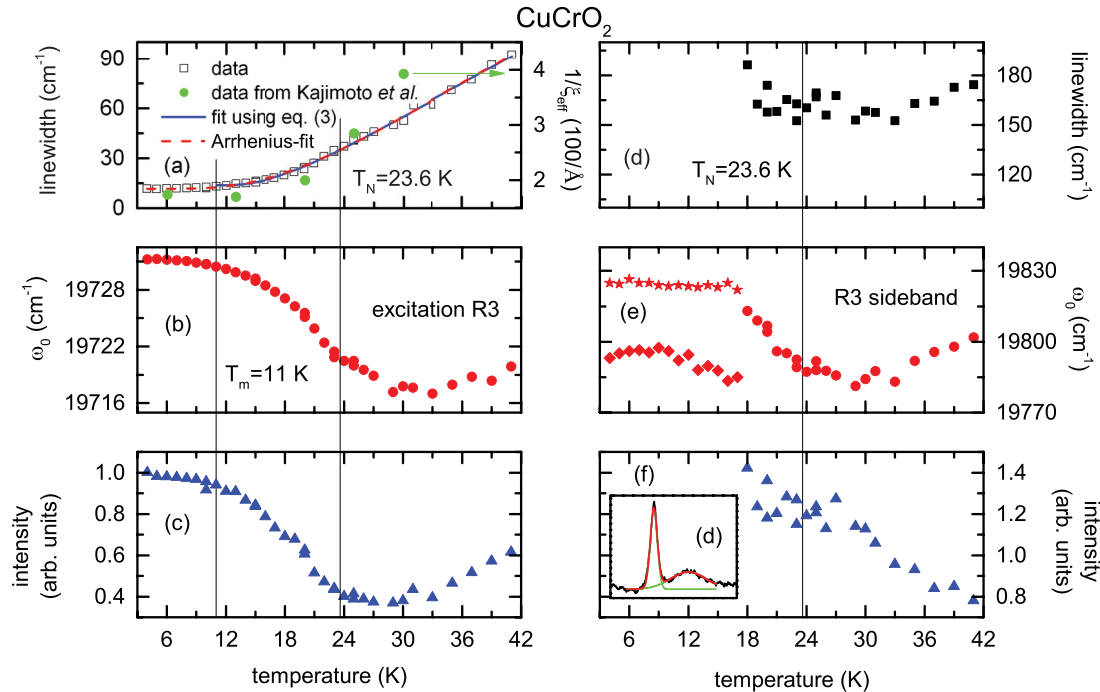 CuCrO₂
linewidth (cm⁻¹)
90
60
30
0
data
data from Kajimoto et al.
fit using eq. (3)
Arrhenius-fit
(a)
T_N=23.6 K
4
3
2
1/ξ_eff (100/Å)
(d)
T_N=23.6 K
180
150
120
linewidth (cm⁻¹)
ω₀ (cm⁻¹)
19728
19722
19716
(b)
excitation R3
T_m=11 K
(e)
R3 sideband
19830
19800
19770
ω₀ (cm⁻¹)
intensity
(arb. units)
1.0
0.8
0.6
0.4
(c)
6 12 18 24 30 36 42
temperature (K)
(f)
(d)
1.4
1.2
1.0
0.8
intensity
(arb. units)
6 12 18 24 30 36 42
temperature (K)